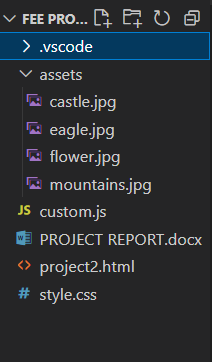 FEE PRO...
.vscode
assets
castle.jpg
eagle.jpg
flower.jpg
mountains.jpg
JS custom.js
PROJECT REPORT.docx
<> project2.html
# style.css